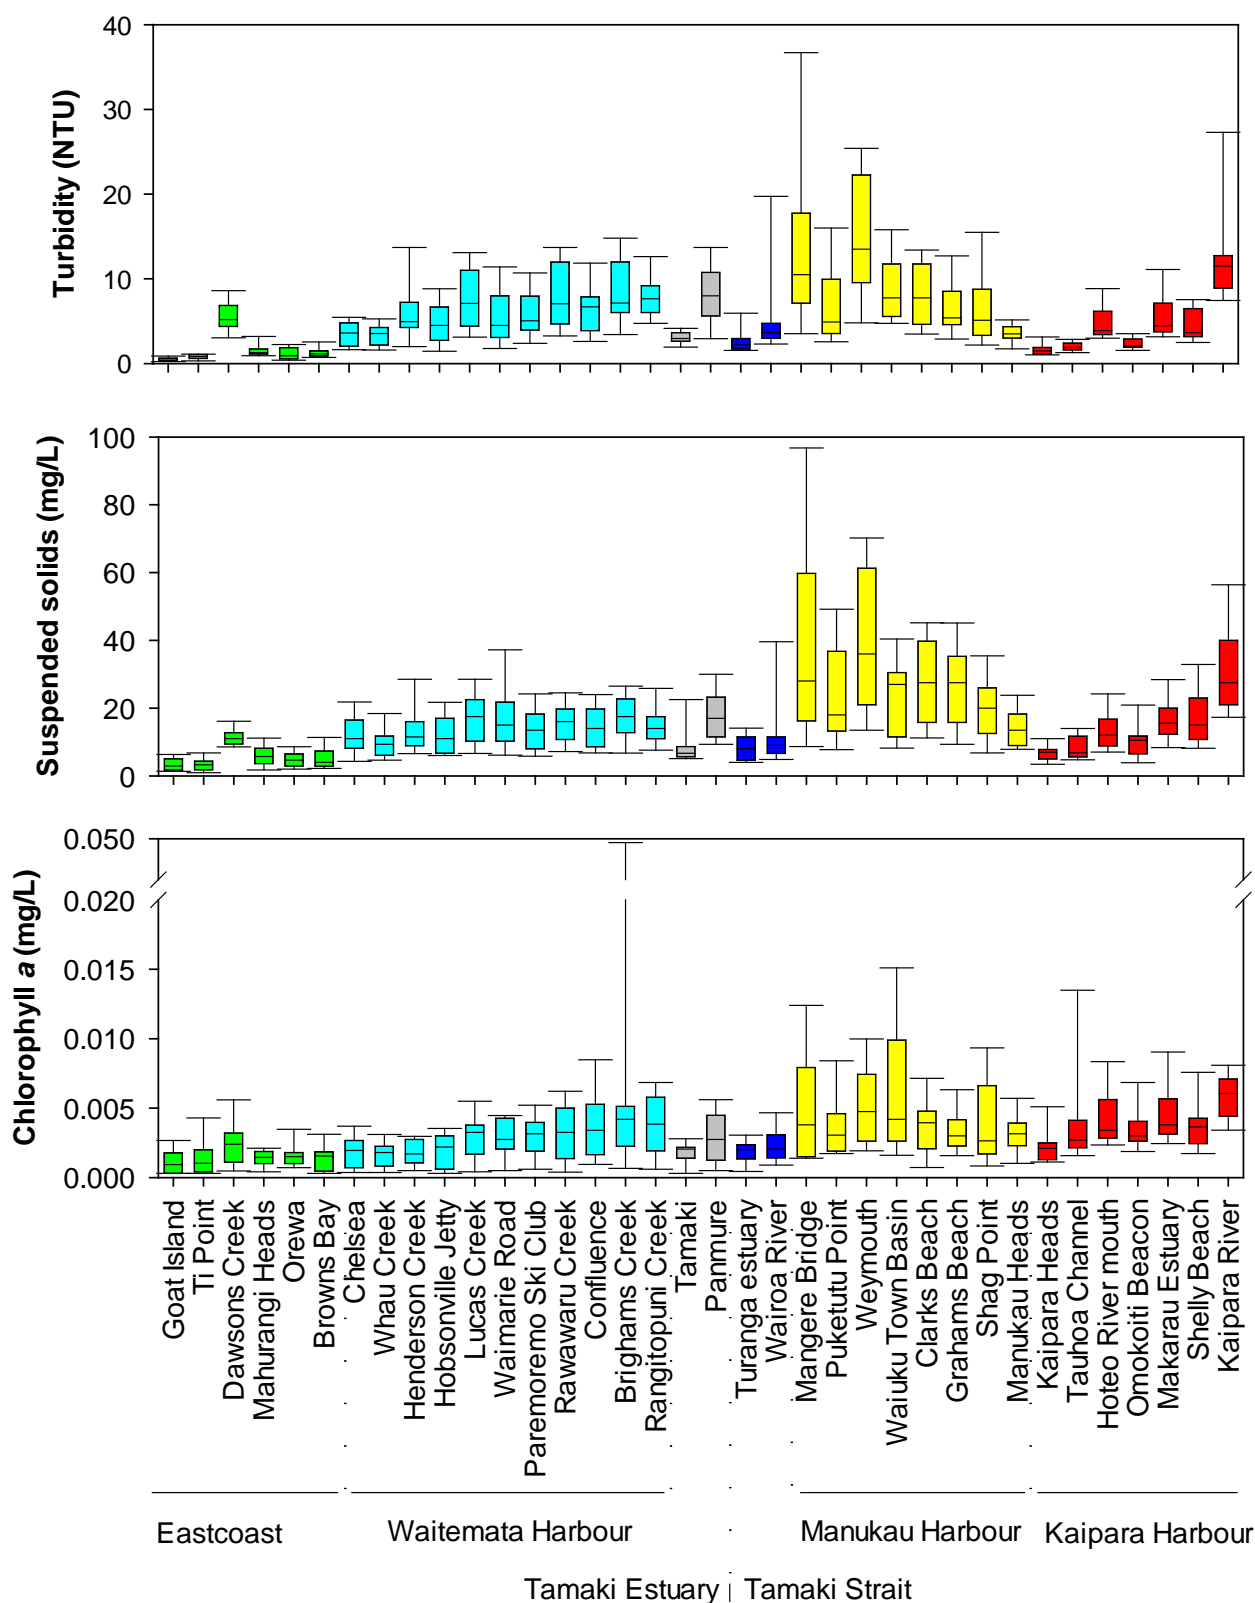 Turbidity (NTU)
40
30
20
10
0
Suspended solids (mg/L)
100
80
60
40
20
0
Chlorophyll a (mg/L)
0.050
0.020
0.015
0.010
0.005
0.000
Goat Island
Ti Point
Dawsons Creek
Mahurangi Heads
Orewa
Browns Bay
Chelsea
Whau Creek
Henderson Creek
Hobsonville Jetty
Lucas Creek
Waimarie Road
Paremoremo Ski Club
Rawawaru Creek
Confluence
Brighams Creek
Rangitopuni Creek
Tamaki
Panmure
Turanga estuary
Wairoa River
Mangere Bridge
Puketutu Point
Weymouth
Waiuku Town Basin
Clarks Beach
Grahams Beach
Shag Point
Manukau Heads
Kaipara Heads
Tauhoa Channel
Hoteo River mouth
Omokoiti Beacon
Makarau Estuary
Shelly Beach
Kaipara River
Eastcoast
Waitemata Harbour
Manukau Harbour
Kaipara Harbour
Tamaki Estuary
Tamaki Strait